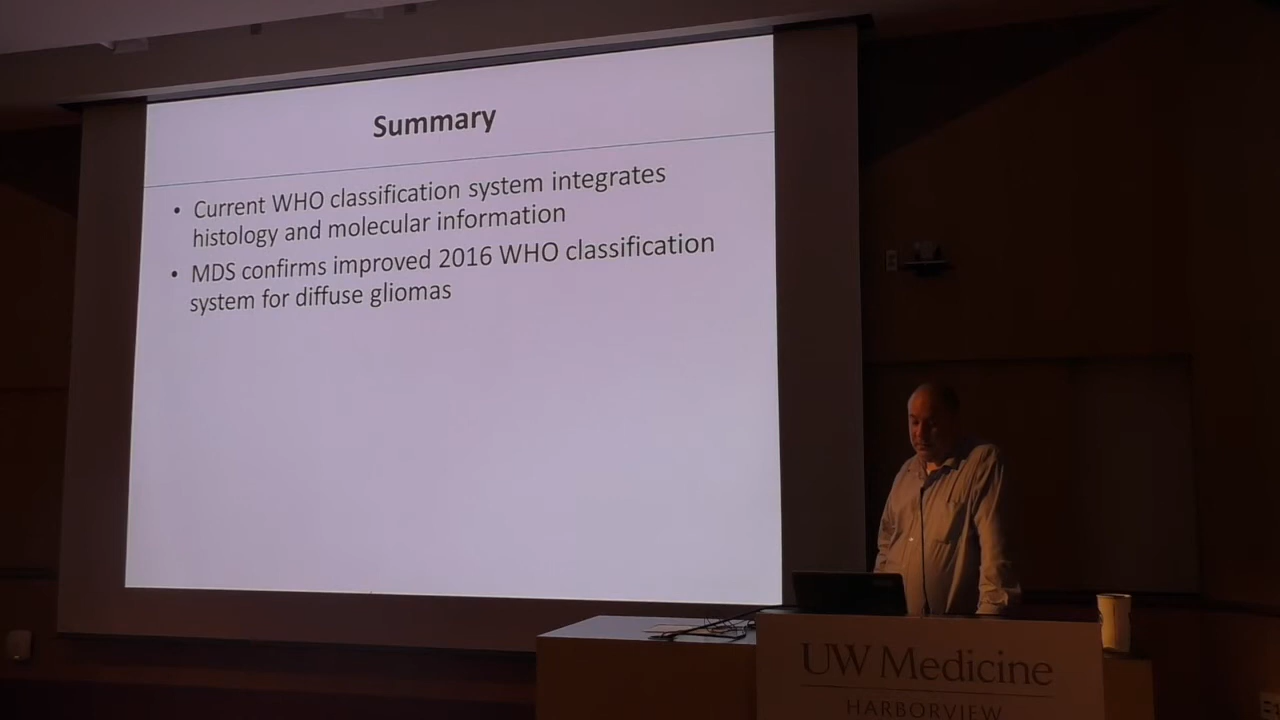 Summary
• Current WHO classification system integrates
histology and molecular information
• MDS confirms improved 2016 WHO classification
system for diffuse gliomas
UW Medicine
HARBORVIEW